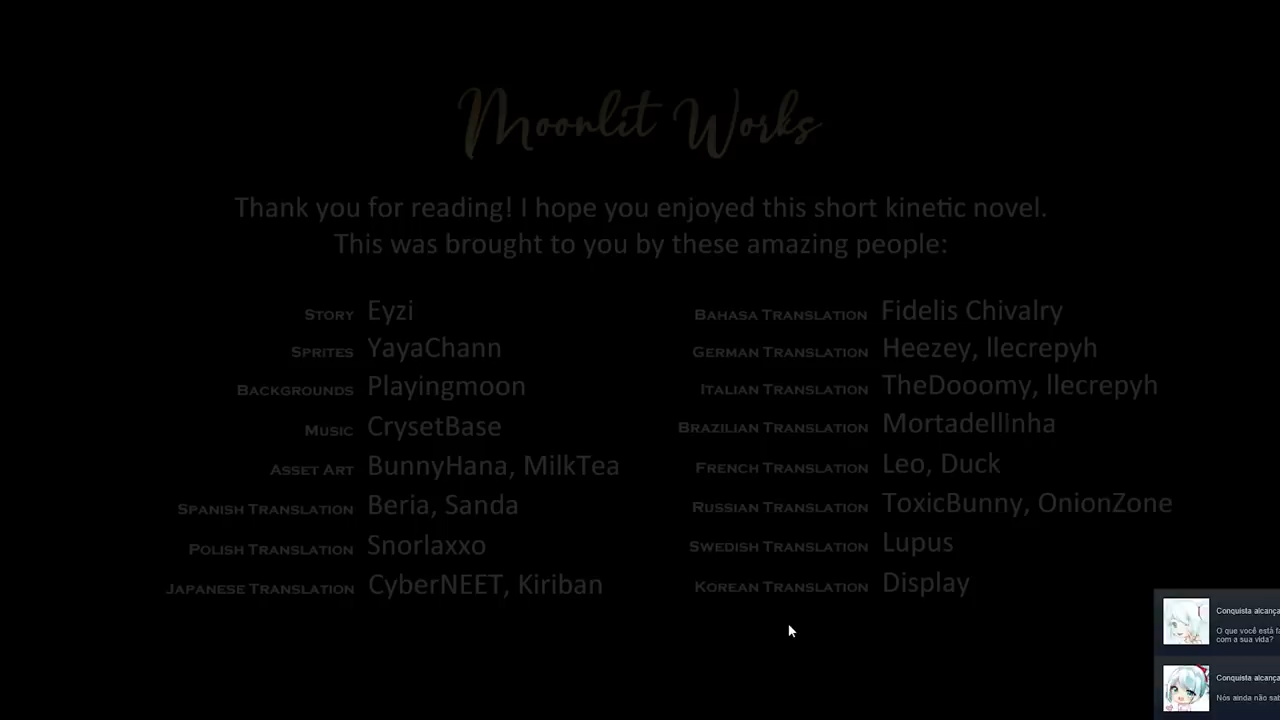 Moonlit Works
Thank you for reading! I hope you enjoyed this short kinetic novel.
This was brought to you by these amazing people:
Story Eyzi
Sprites YayaChann
Backgrounds Playingmoon
Music CrysetBase
Asset Art BunnyHana, MilkTea
Spanish Translation Beria, Sanda
Polish Translation Snorlaxxo
Japanese Translation CyberNEET, Kiriban
Bahasa Translation Fidelis Chivalry
German Translation Heezey, llecrepyh
Italian Translation TheDooomy, llecrepyh
Brazilian Translation Mortadellinha
French Translation Leo, Duck
Russian Translation ToxicBunny, OnionZone
Swedish Translation Lupus
Korean Translation Display
Conquista alcança
O que você está fa
com a sua vida?
Conquista alcança
Nós ainda não sab